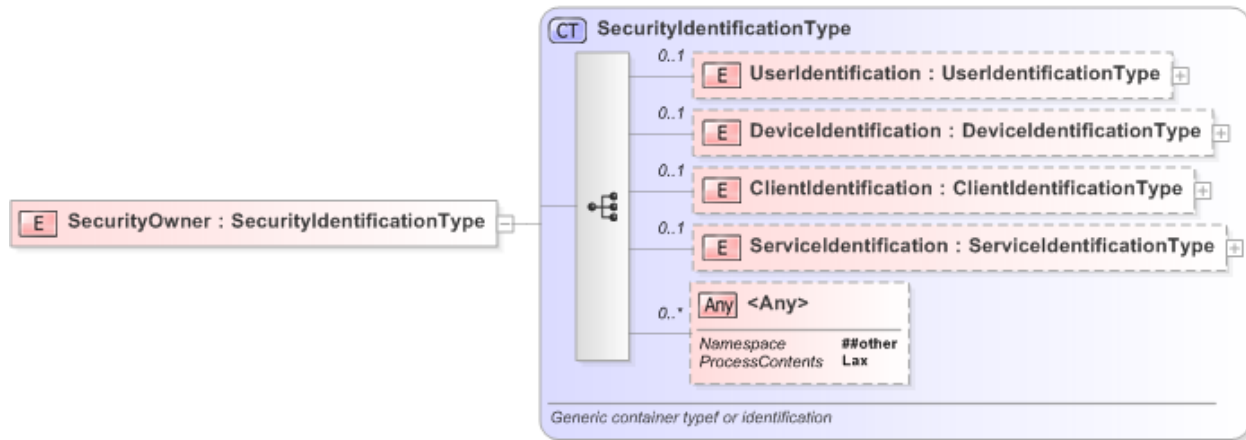 CT SecurityIdentificationType
0..1
E UserIdentification : UserIdentificationType
0..1
E DeviceIdentification : DeviceIdentificationType
0..1
E ClientIdentification : ClientIdentificationType
E SecurityOwner : SecurityIdentificationType
0..1
E ServiceIdentification : ServiceIdentificationType
0..*
Any <Any>
Namespace ##other
ProcessContents Lax
Generic container typef or identification